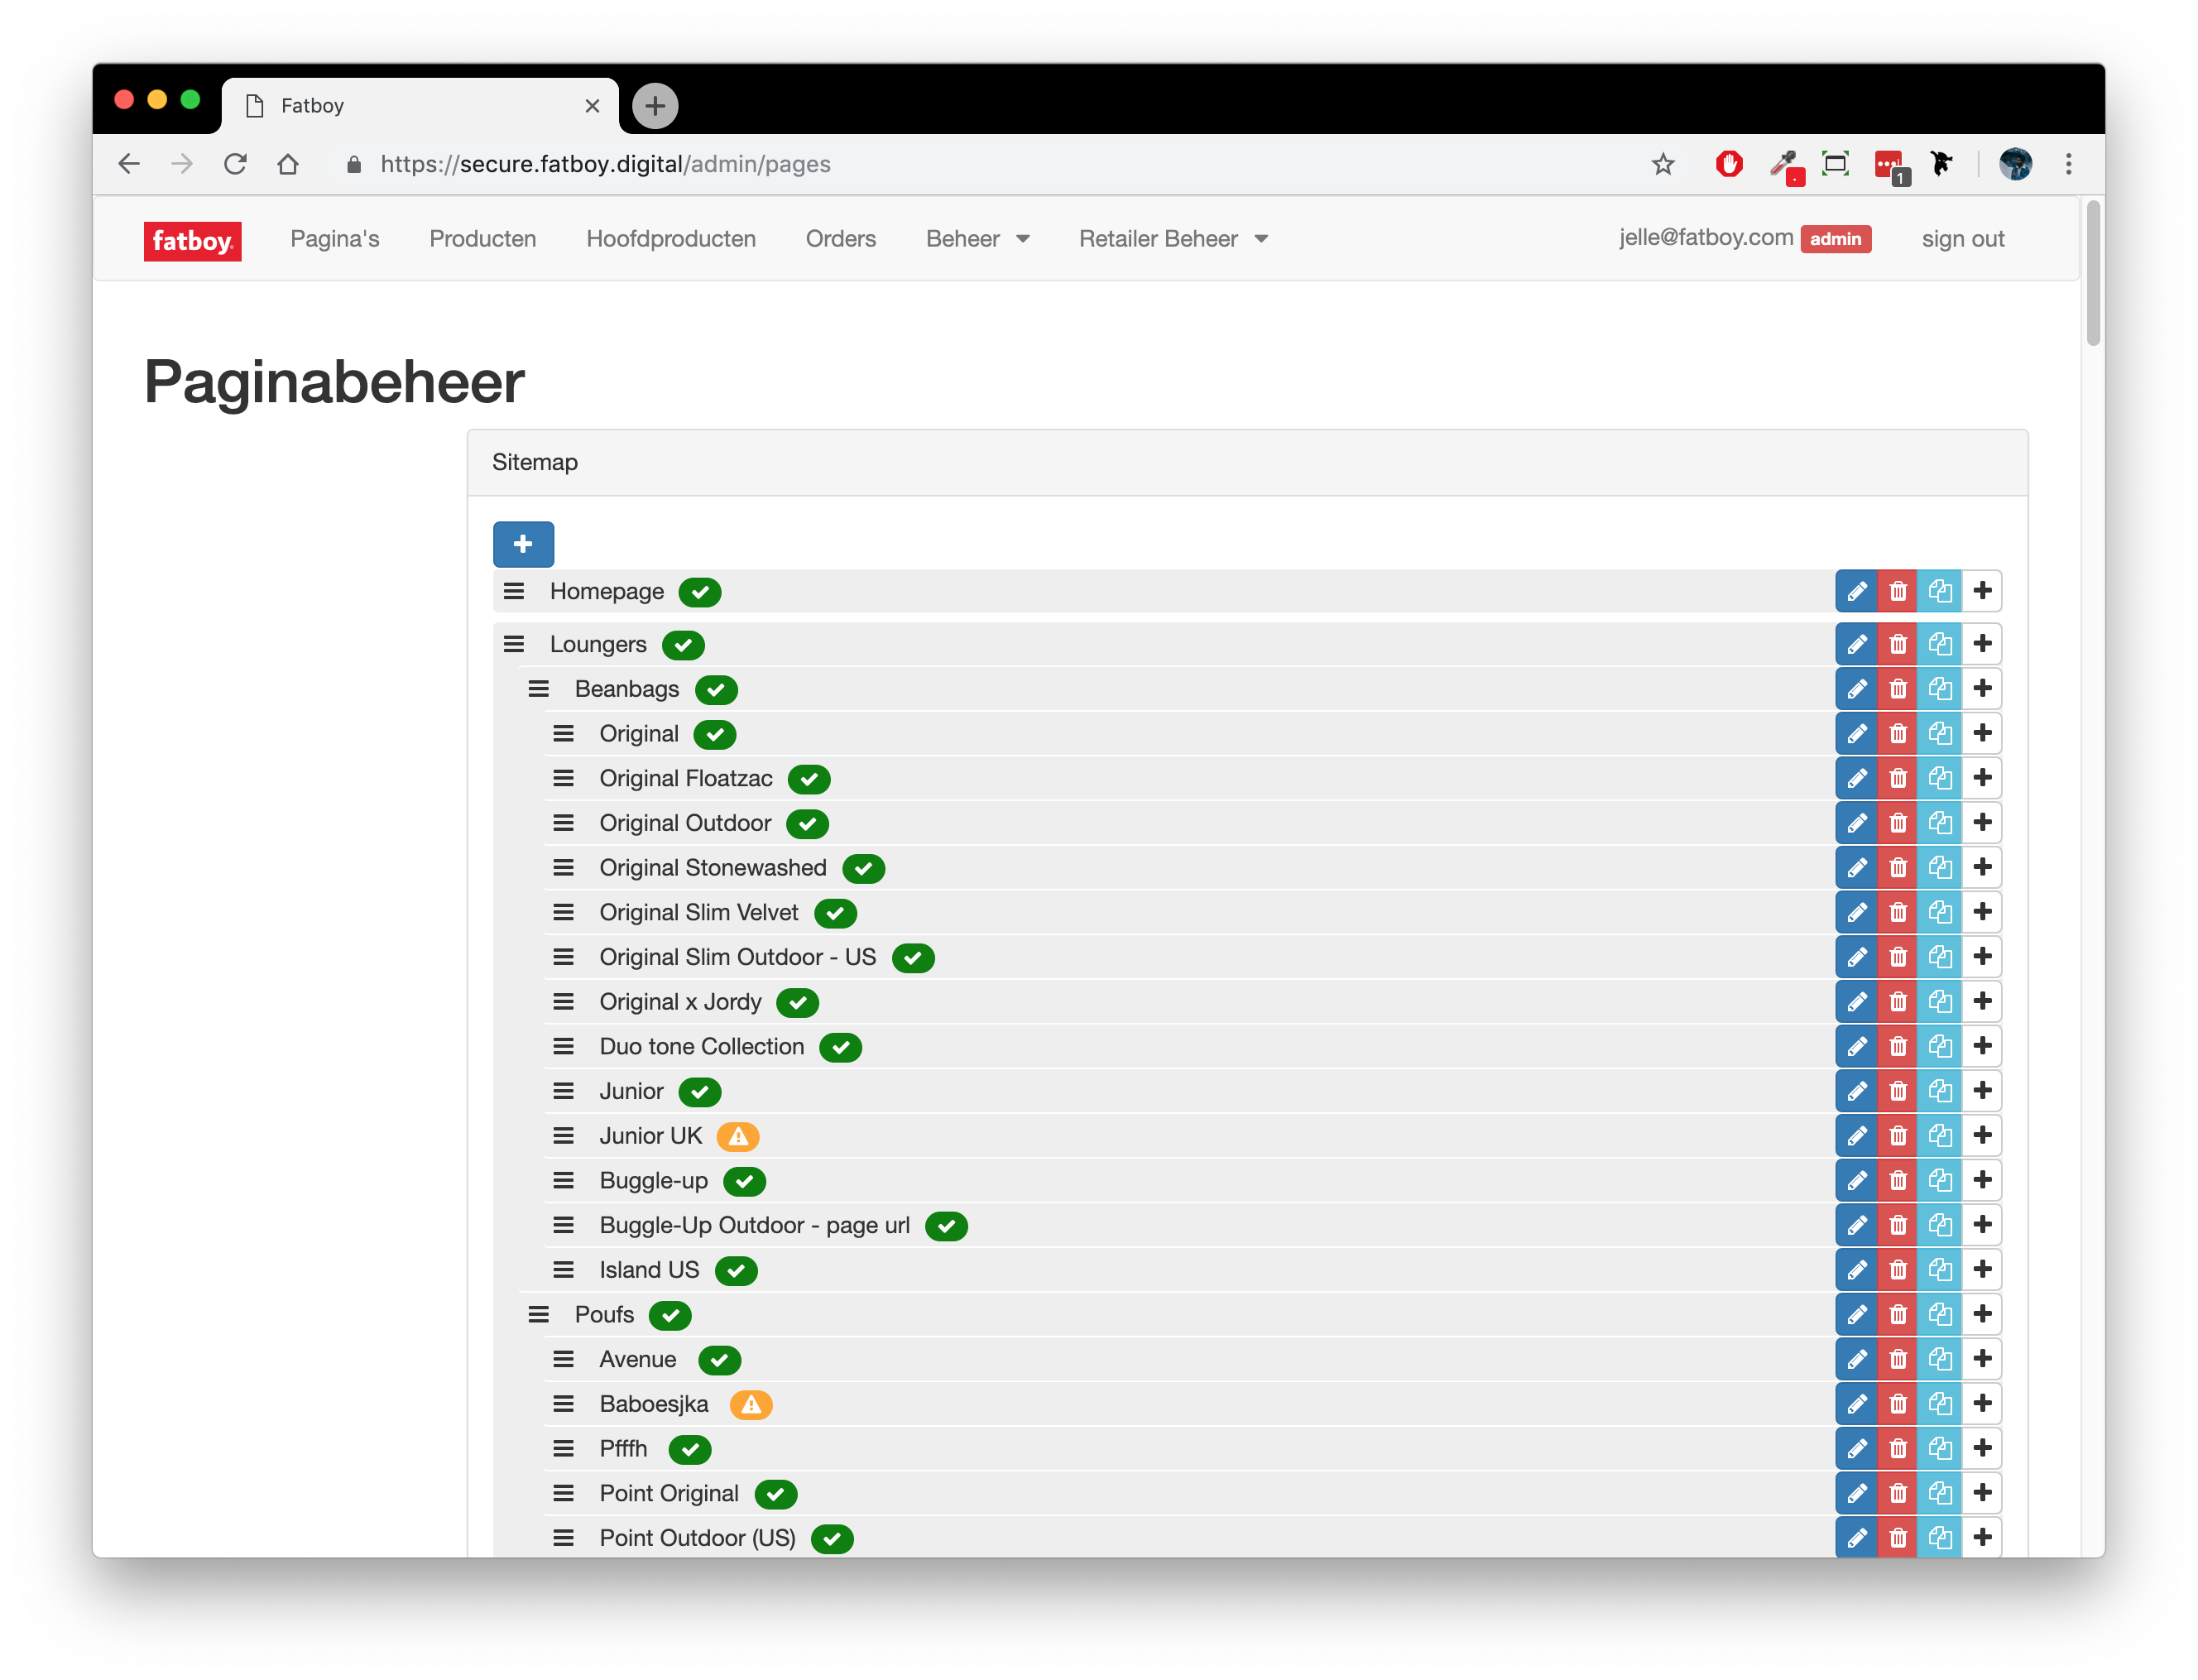 Fatboy
https://secure.fatboy.digital/admin/pages
1
fatboy
Pagina's Producten Hoofdproducten Orders Beheer Retailer Beheer jelle@fatboy.com admin sign out
Paginabeheer
Sitemap
Homepage
Loungers
Beanbags
Original
Original Floatzac
Original Outdoor
Original Stonewashed
Original Slim Velvet
Original Slim Outdoor - US
Original x Jordy
Duo tone Collection
Junior
Junior UK
Buggle-up
Buggle-Up Outdoor - page url
Island US
Poufs
Avenue
Baboesjka
Pfffh
Point Original
Point Outdoor (US)